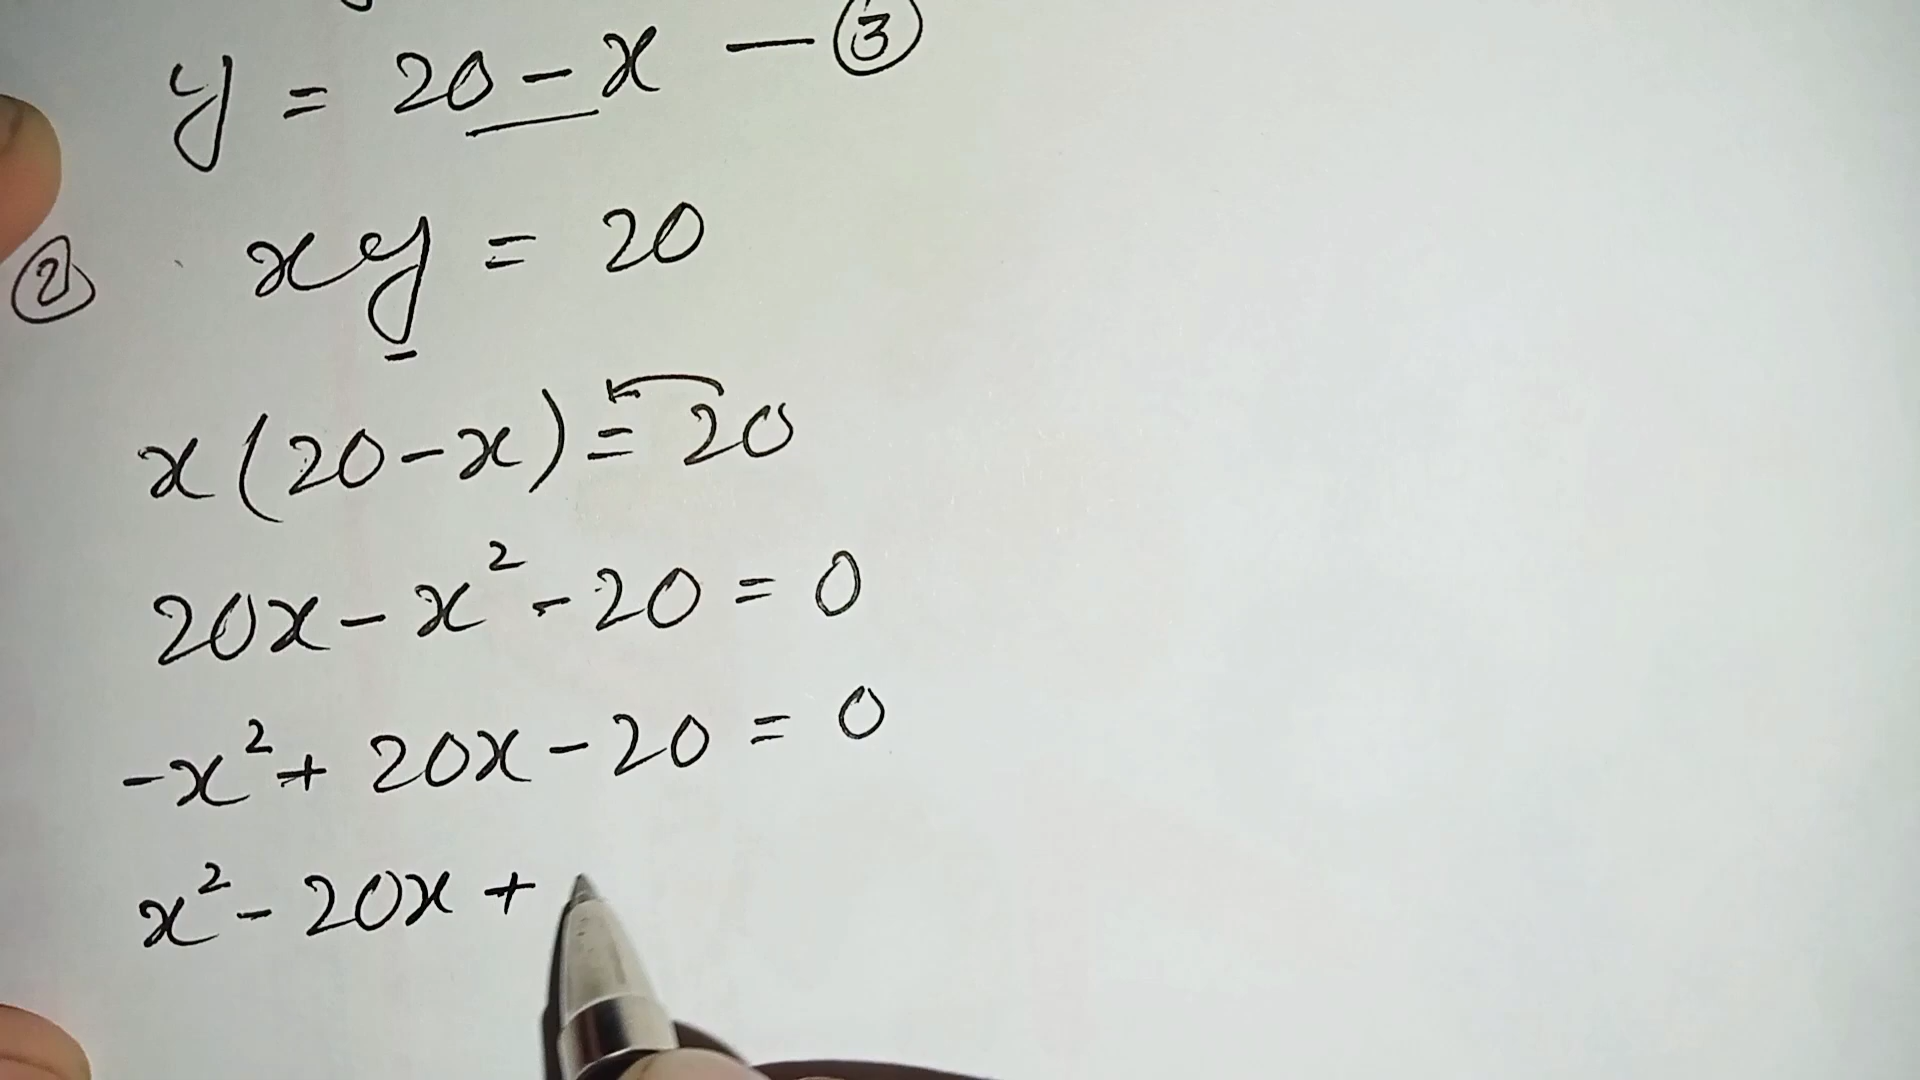 y = 20 - x — ③
② xy = 20
x(20-x) = 20
20x - x² - 20 = 0
-x² + 20x - 20 = 0
x² - 20x +